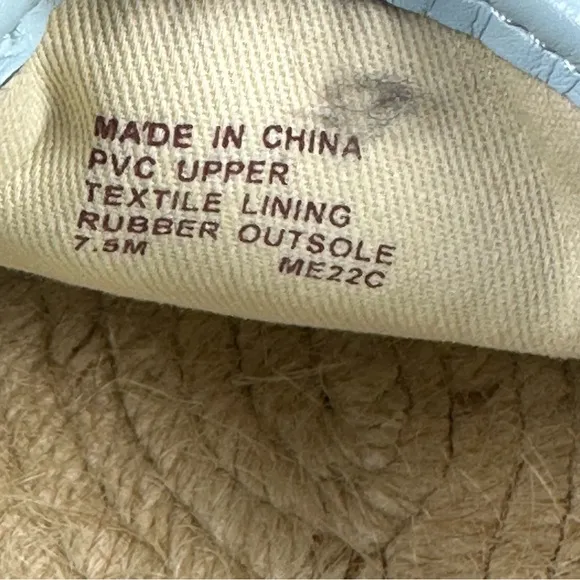 MADE IN CHINA
PVC UPPER
TEXTILE LINING
RUBBER OUTSOLE
7.5M ME22C